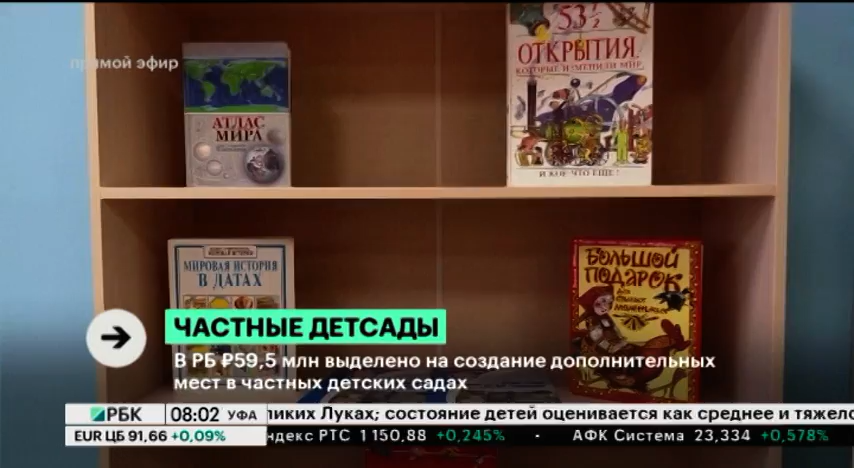 прямой эфир
53 1/2
ОТКРЫТИЯ,
КОТОРЫЕ ИЗМЕНИЛИ МИР,
И КОЕ-ЧТО ЕЩЕ!
АТЛАС
МИРА
МИРОВАЯ ИСТОРИЯ
В ДАТАХ
БОЛЬШОЙ
ПОДАРОК
для
ЧАСТНЫЕ ДЕТСАДЫ
В РБ ₽59,5 млн выделено на создание дополнительных
мест в частных детских садах
РБК 08:02 УФА ликих Луках; состояние детей оценивается как среднее и тяжело
EUR ЦБ 91,66 +0,09% ндекс РТС 1 150,88 +0,245% · АФК Система 23,334 +0,578%